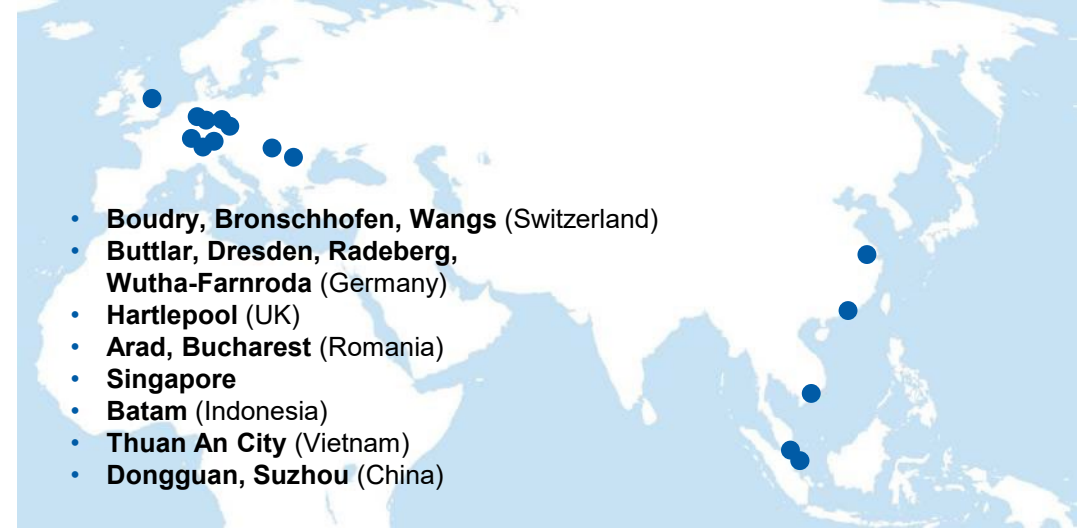 • Boudry, Bronschhofen, Wangs (Switzerland)
• Buttlar, Dresden, Radeberg,
Wutha-Farnroda (Germany)
• Hartlepool (UK)
• Arad, Bucharest (Romania)
• Singapore
• Batam (Indonesia)
• Thuan An City (Vietnam)
• Dongguan, Suzhou (China)